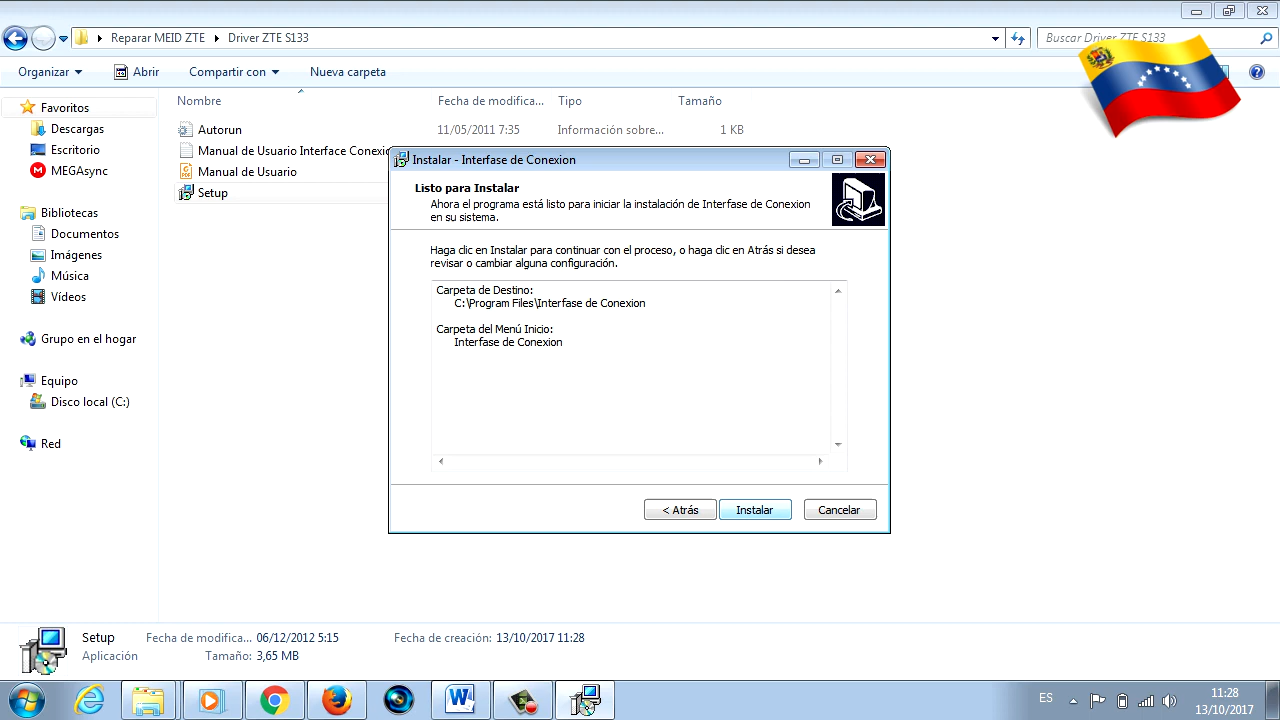 Reparar MEID ZTE
Driver ZTE S133
Buscar Driver ZTE S133
Organizar
Abrir
Compartir con
Nueva carpeta
Nombre
Fecha de modifica...
Tipo
Tamaño
Favoritos
Descargas
Escritorio
MEGAsync
Bibliotecas
Documentos
Imágenes
Música
Vídeos
Grupo en el hogar
Equipo
Disco local (C:)
Red
Autorun
11/05/2011 7:35
Información sobre...
1 KB
Manual de Usuario Interface Conexio
Manual de Usuario
Setup
Instalar - Interfase de Conexion
Listo para Instalar
Ahora el programa está listo para iniciar la instalación de Interfase de Conexion
en su sistema.
Haga clic en Instalar para continuar con el proceso, o haga clic en Atrás si desea
revisar o cambiar alguna configuración.
Carpeta de Destino:
C:\Program Files\Interfase de Conexion
Carpeta del Menú Inicio:
Interfase de Conexion
< Atrás
Instalar
Cancelar
Setup
Fecha de modifica... 06/12/2012 5:15
Fecha de creación: 13/10/2017 11:28
Aplicación
Tamaño: 3,65 MB
ES
11:28
13/10/2017